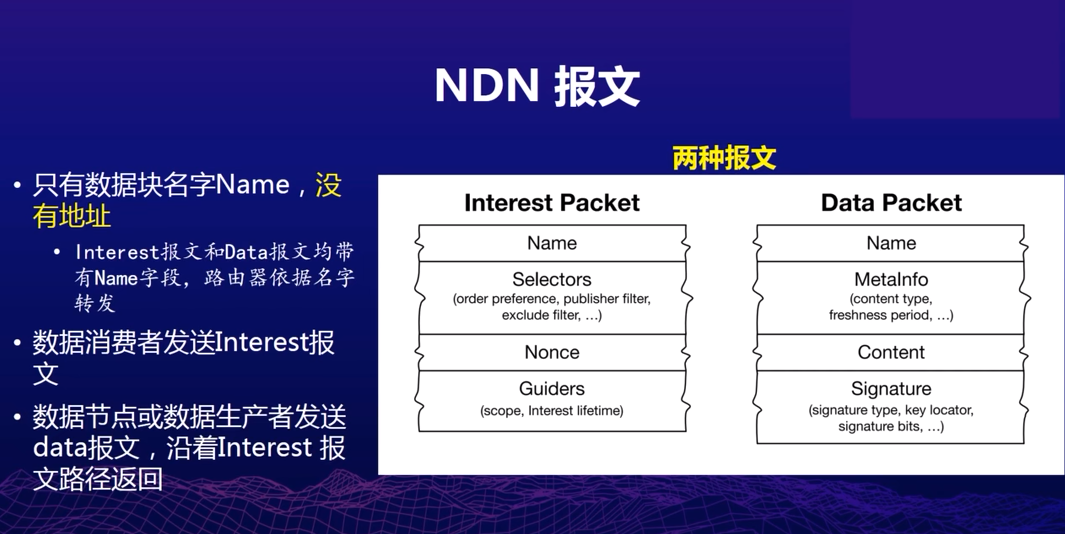 NDN 报文
• 只有数据块名字Name，没
有地址
• Interest报文和Data报文均带
有Name字段，路由器依据名字
转发
• 数据消费者发送Interest报
文
• 数据节点或数据生产者发送
data报文，沿着Interest 报
文路径返回
两种报文
Interest Packet
Name
Selectors
(order preference, publisher filter,
exclude filter, ...)
Nonce
Guiders
(scope, Interest lifetime)
Data Packet
Name
MetaInfo
(content type,
freshness period, ...)
Content
Signature
(signature type, key locator,
signature bits, ...)